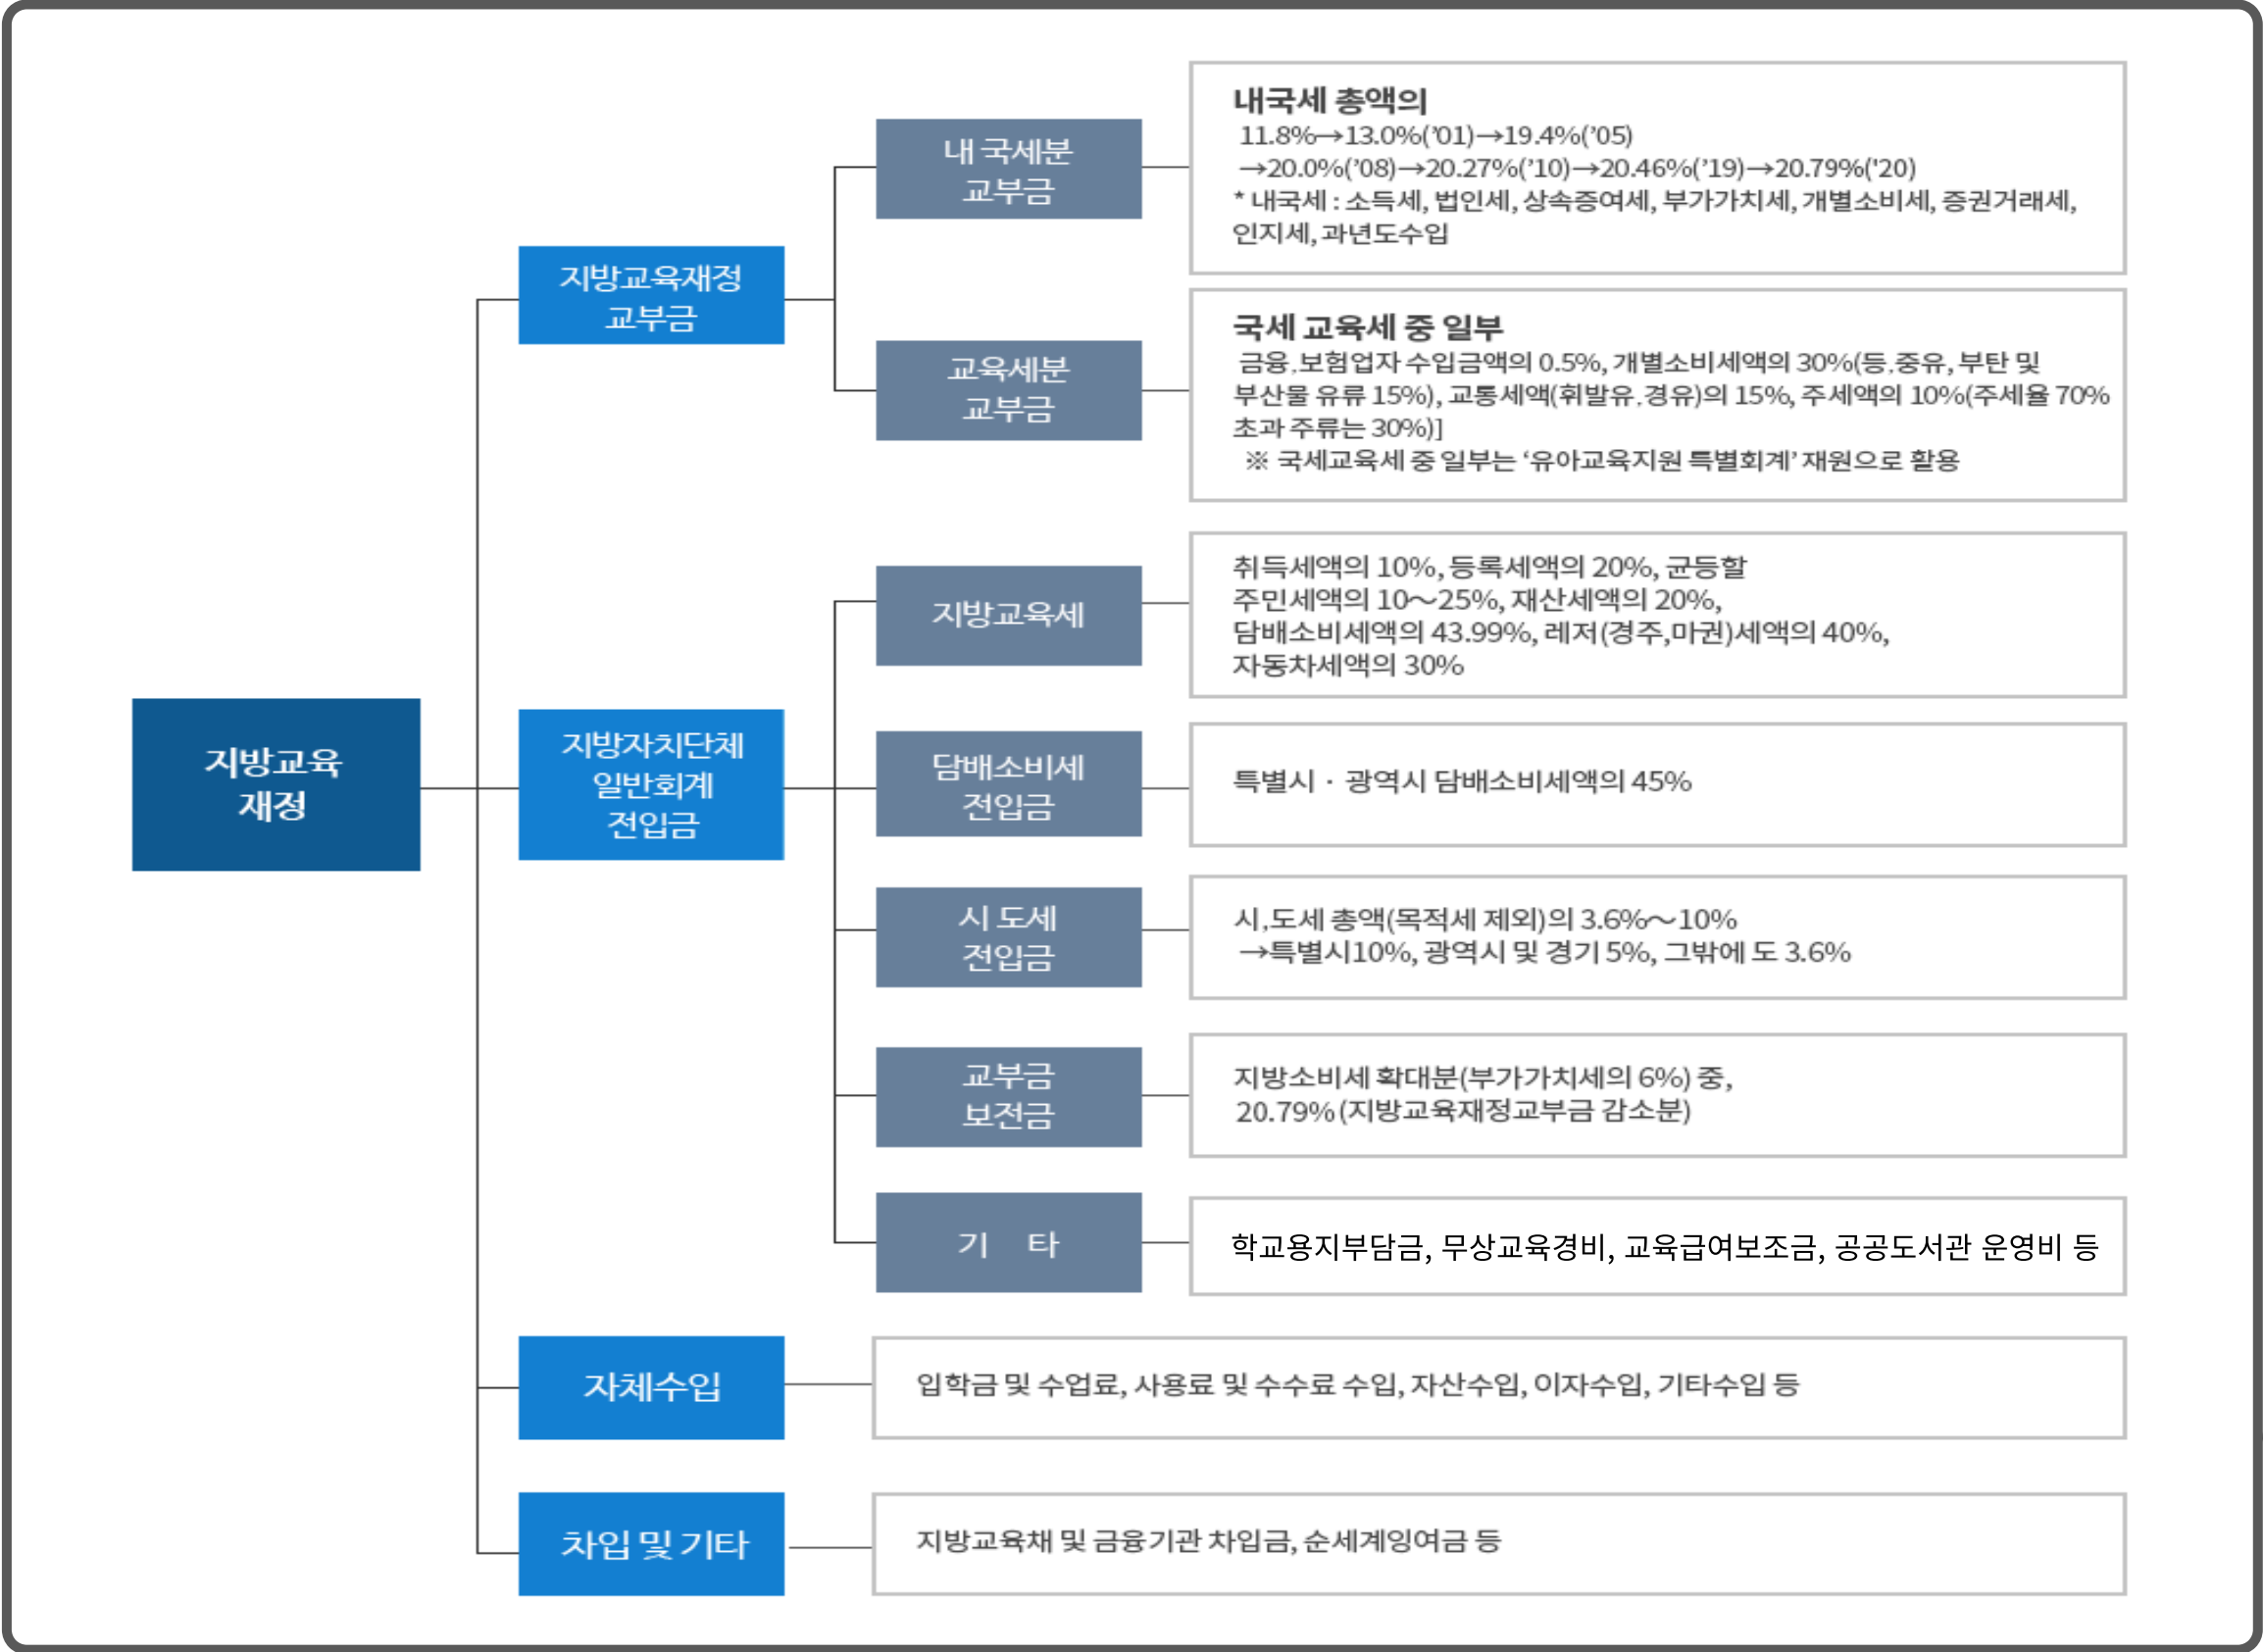 지방교육
재정
지방교육재정
교부금
내 국세분
교부금
내국세 총액의
11.8%→13.0%(’01)→19.4%(’05)
→20.0%(’08)→20.27%(’10)→20.46%(’19)→20.79%('20)
* 내국세 : 소득세, 법인세, 상속증여세, 부가가치세, 개별소비세, 증권거래세,
인지세, 과년도수입
교육세분
교부금
국세 교육세 중 일부
금융.보험업자 수입금액의 0.5%, 개별소비세액의 30%(등.중유, 부탄 및
부산물 유류 15%), 교통세액(휘발유.경유)의 15%, 주세액의 10%(주세율 70%
초과 주류는 30%)]
※ 국세교육세 중 일부는 ‘유아교육지원 특별회계’ 재원으로 활용
지방자치단체
일반회계
전입금
지방교육세
취득세액의 10%, 등록세액의 20%, 균등할
주민세액의 10～25%, 재산세액의 20%,
담배소비세액의 43.99%, 레저(경주,마권)세액의 40%,
자동차세액의 30%
담배소비세
전입금
특별시 · 광역시 담배소비세액의 45%
시 도세
전입금
시,도세 총액(목적세 제외)의 3.6%～10%
→특별시10%, 광역시 및 경기 5%, 그밖에 도 3.6%
교부금
보전금
지방소비세 확대분(부가가치세의 6%) 중,
20.79% (지방교육재정교부금 감소분)
기 타
학교용지부담금, 무상교육경비, 교육급여보조금, 공공도서관 운영비 등
자체수입
입학금 및 수업료, 사용료 및 수수료 수입, 자산수입, 이자수입, 기타수입 등
차입 및 기타
지방교육채 및 금융기관 차입금, 순세계잉여금 등